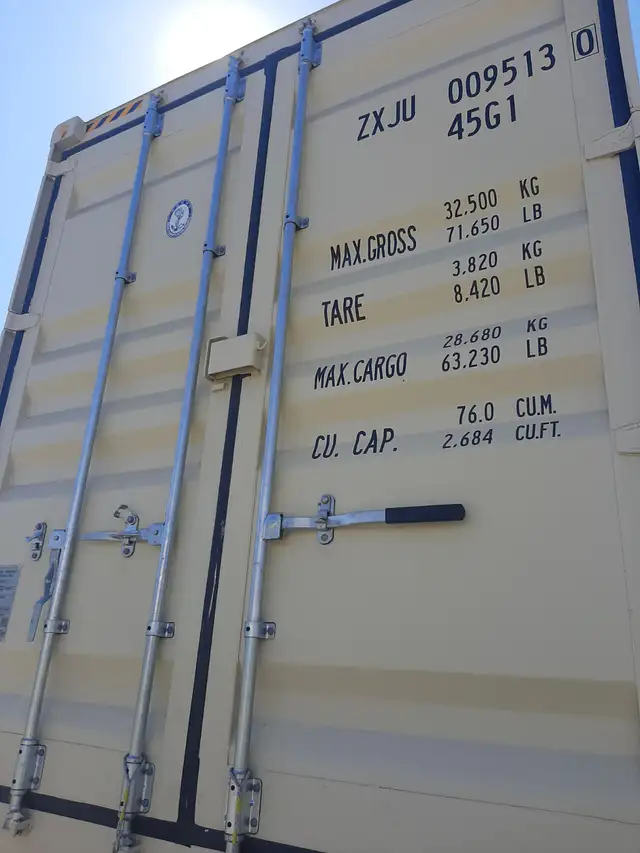 ZXJU 009513 0
45G1
MAX.GROSS 32.500 KG
71.650 LB
TARE 3.820 KG
8.420 LB
MAX.CARGO 28.680 KG
63.230 LB
CU. CAP. 76.0 CU.M.
2.684 CU.FT.